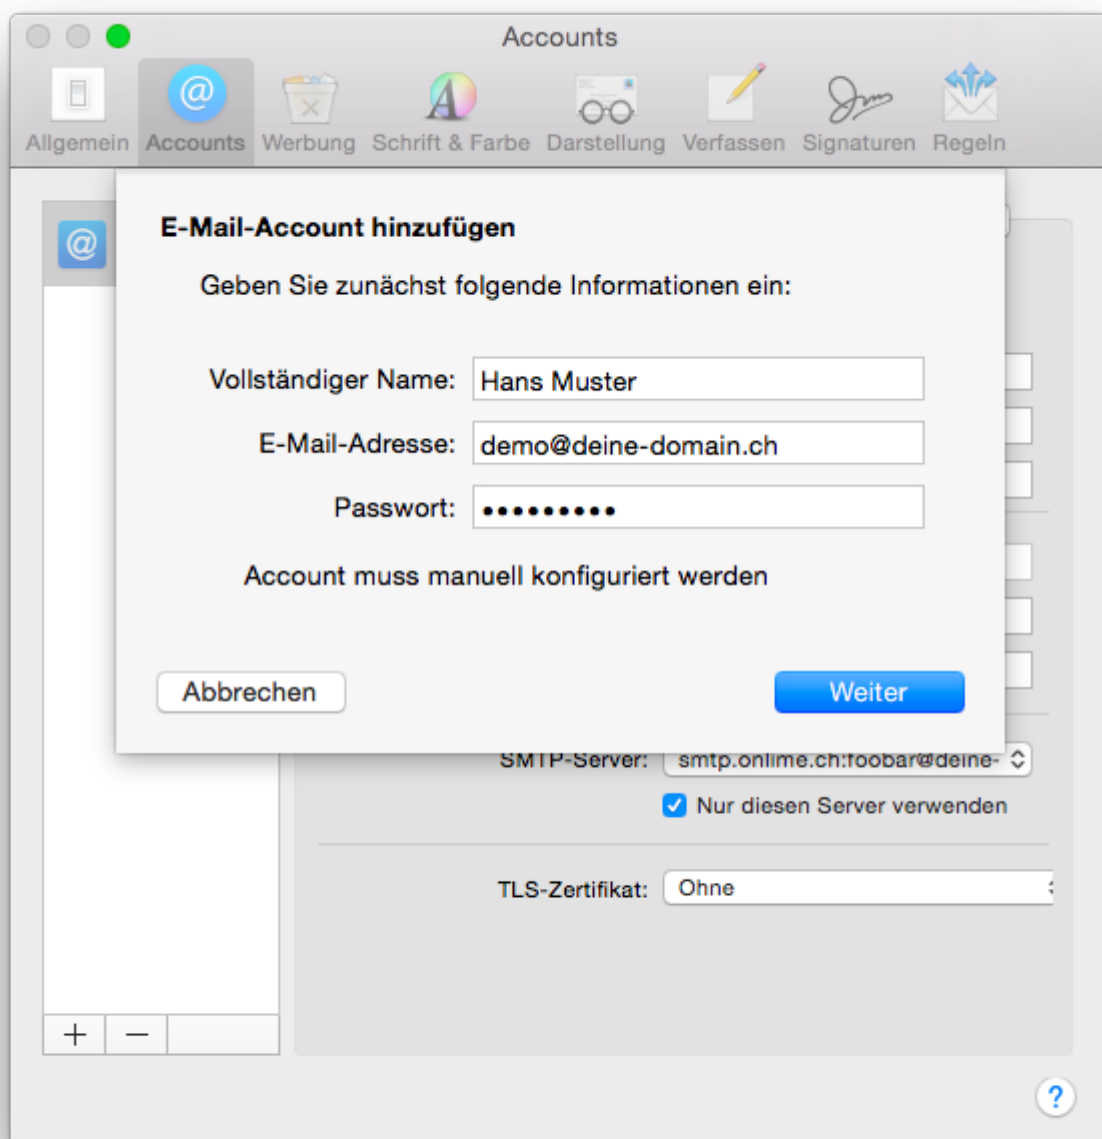 Accounts
Allgemein Accounts Werbung Schrift & Farbe Darstellung Verfassen Signaturen Regeln
E-Mail-Account hinzufügen
Geben Sie zunächst folgende Informationen ein:
Vollständiger Name: Hans Muster
E-Mail-Adresse: demo@deine-domain.ch
Passwort: •••••••••
Account muss manuell konfiguriert werden
Abbrechen Weiter
SMTP-Server: smtp.onlime.ch:foobar@deine-
Nur diesen Server verwenden
TLS-Zertifikat: Ohne
+ −
?